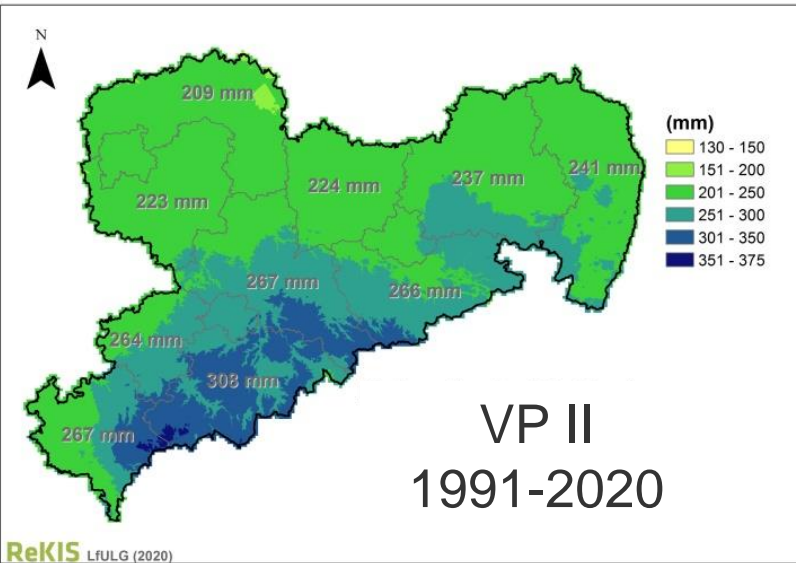 N
209 mm
(mm)
130 - 150
151 - 200
201 - 250
251 - 300
301 - 350
351 - 375
241 mm
237 mm
224 mm
223 mm
267 mm
266 mm
264 mm
308 mm
267 mm
VP II
1991-2020
ReKIS LfULG (2020)